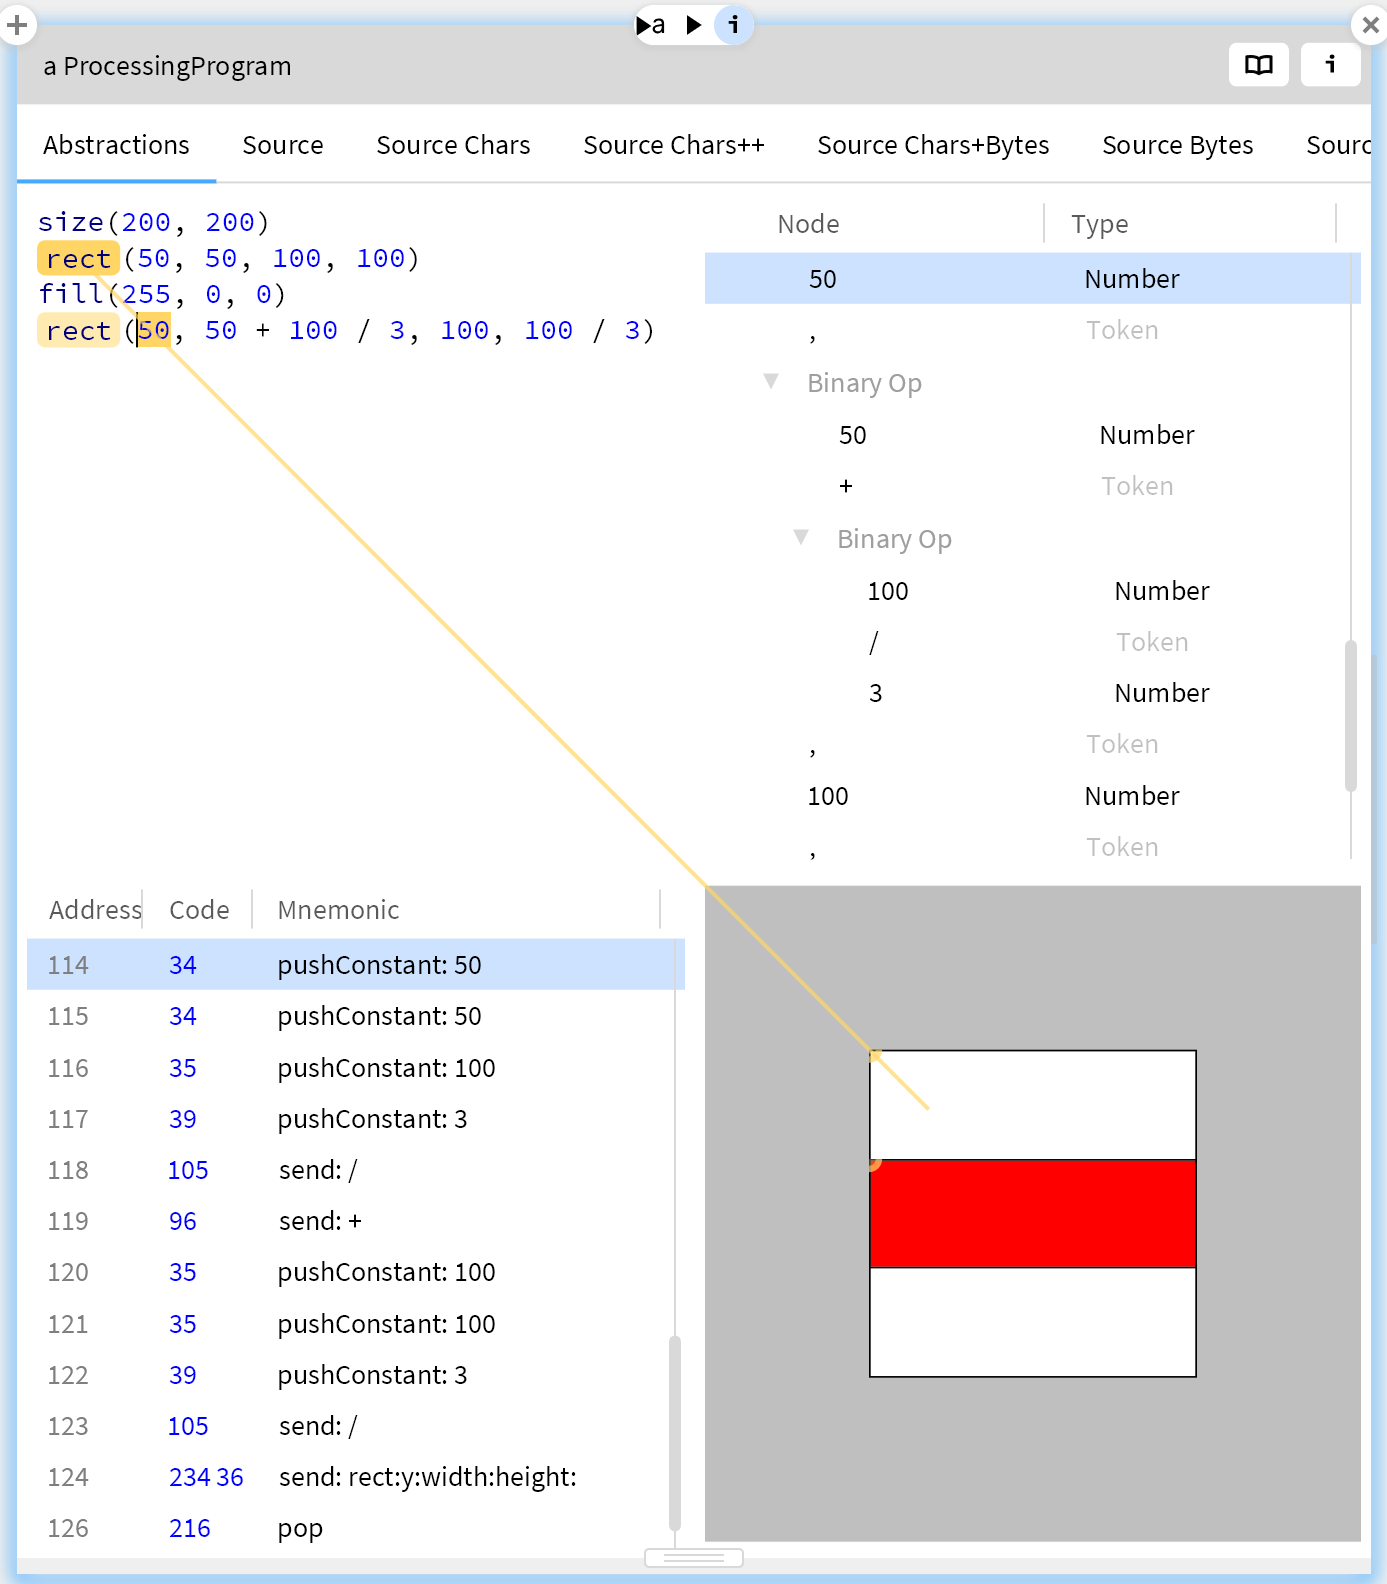 a
i
a ProcessingProgram
i
Abstractions Source Source Chars Source Chars++ Source Chars+Bytes Source Bytes
size(200, 200)
rect(50, 50, 100, 100)
fill(255, 0, 0)
rect(50, 50 + 100 / 3, 100, 100 / 3)
Node Type
50 Number
, Token
Binary Op
50 Number
+ Token
Binary Op
100 Number
/ Token
3 Number
, Token
100 Number
, Token
Address Code Mnemonic
114 34 pushConstant: 50
115 34 pushConstant: 50
116 35 pushConstant: 100
117 39 pushConstant: 3
118 105 send: /
119 96 send: +
120 35 pushConstant: 100
121 35 pushConstant: 100
122 39 pushConstant: 3
123 105 send: /
124 234 36 send: rect:y:width:height:
126 216 pop